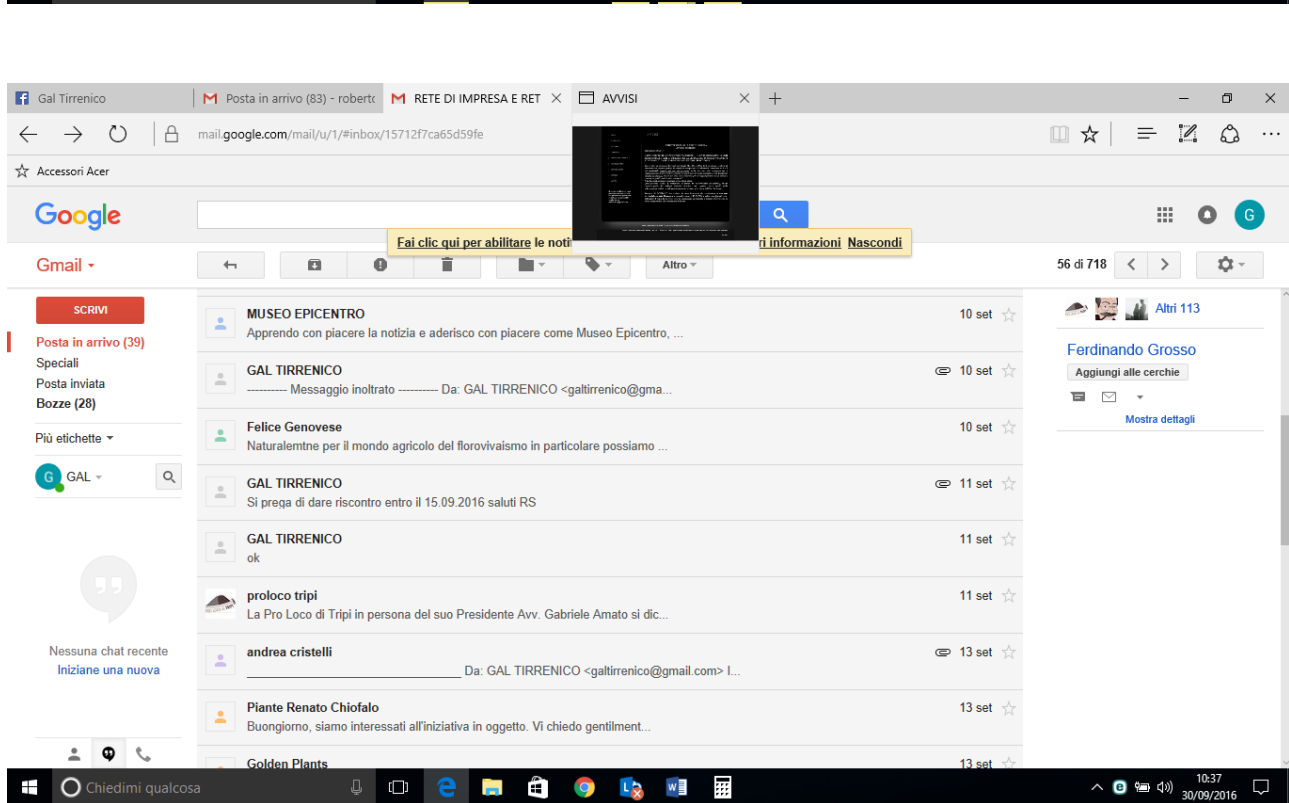 Gal Tirrenico
Posta in arrivo (83) - robertc
RETE DI IMPRESA E RET
AVVISI
mail.google.com/mail/u/1/#inbox/15712f7ca65d59fe
Accessori Acer
Google
G
Fai clic qui per abilitare le noti
ri informazioni Nascondi
Gmail
Altro
56 di 718
SCRIVI
Posta in arrivo (39)
Speciali
Posta inviata
Bozze (28)
Più etichette
G GAL
Nessuna chat recente
Iniziane una nuova
MUSEO EPICENTRO
10 set
Apprendo con piacere la notizia e aderisco con piacere come Museo Epicentro, ...
GAL TIRRENICO
10 set
---------- Messaggio inoltrato ---------- Da: GAL TIRRENICO <galtirrenico@gma...
Felice Genovese
10 set
Naturalemtne per il mondo agricolo del florovivaismo in particolare possiamo ...
GAL TIRRENICO
11 set
Si prega di dare riscontro entro il 15.09.2016 saluti RS
GAL TIRRENICO
11 set
ok
proloco tripi
11 set
La Pro Loco di Tripi in persona del suo Presidente Avv. Gabriele Amato si dic...
andrea cristelli
13 set
________________________________ Da: GAL TIRRENICO <galtirrenico@gmail.com> I...
Piante Renato Chiofalo
13 set
Buongiorno, siamo interessati all'iniziativa in oggetto. Vi chiedo gentilment...
Golden Plants
13 set
Altri 113
Ferdinando Grosso
Aggiungi alle cerchie
Mostra dettagli
Chiedimi qualcosa
10:37
30/09/2016